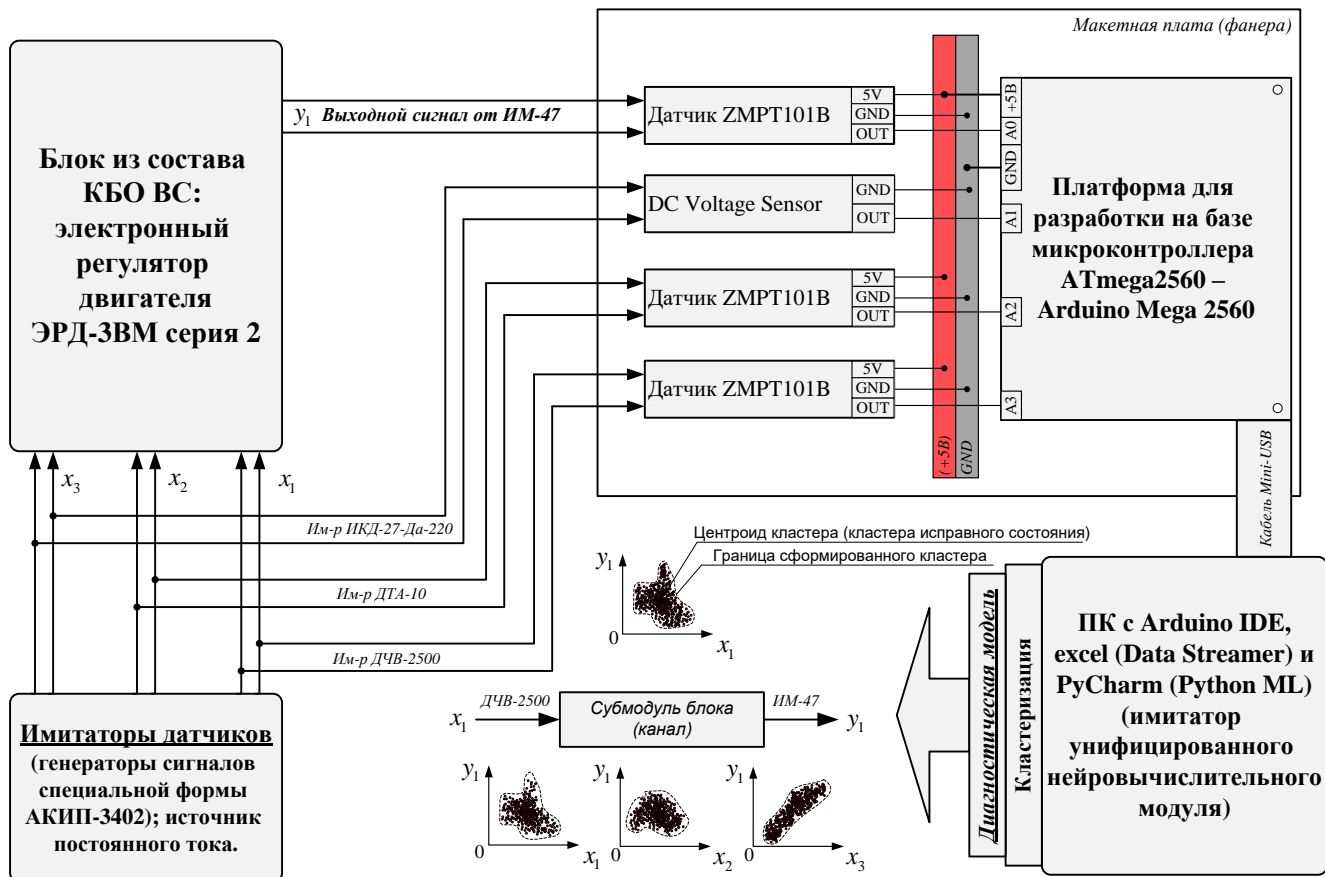 Макетная плата (фанера)
Блок из состава
КБО ВС:
электронный
регулятор
двигателя
ЭРД-3ВМ серия 2
y1 Выходной сигнал от ИМ-47
Датчик ZMPT101B
5V
GND
OUT
DC Voltage Sensor
GND
OUT
Датчик ZMPT101B
5V
GND
OUT
Датчик ZMPT101B
5V
GND
OUT
(+5В)
GND
+5В
A0
GND
A1
A2
A3
Платформа для
разработки на базе
микроконтроллера
ATmega2560 –
Arduino Mega 2560
Кабель Mini-USB
x3
x2
x1
Им-р ИКД-27-Да-220
Им-р ДТА-10
Им-р ДЧВ-2500
Имитаторы датчиков
(генераторы сигналов
специальной формы
АКИП-3402); источник
постоянного тока.
Центроид кластера (кластера исправного состояния)
Граница сформированного кластера
y1
0
x1
ДЧВ-2500
ИМ-47
x1
Субмодуль блока
(канал)
y1
y1
0
x1
y1
0
x2
y1
0
x3
Диагностическая модель
Кластеризация
ПК с Arduino IDE,
excel (Data Streamer) и
PyCharm (Python ML)
(имитатор
унифицированного
нейровычислительного
модуля)